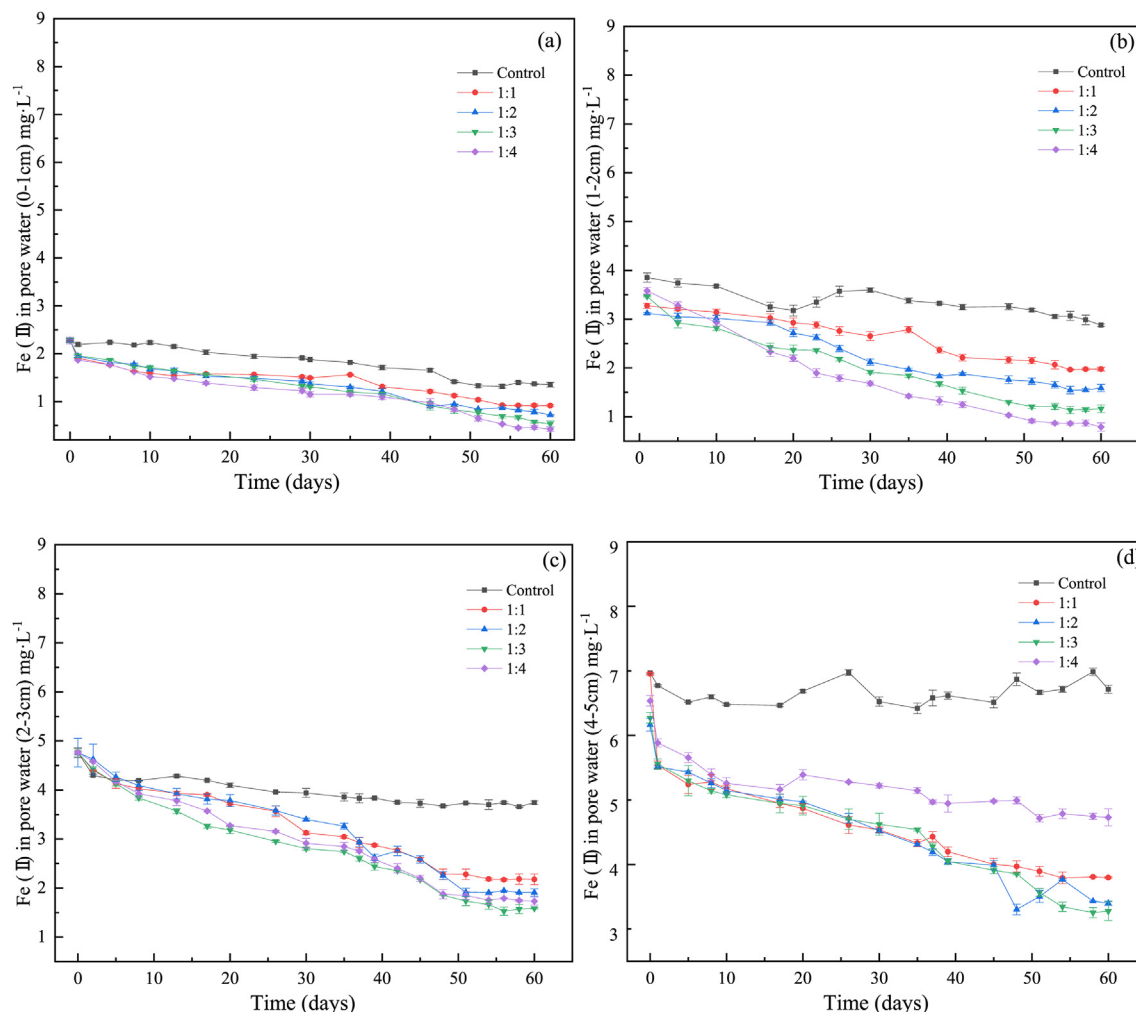 (a)
Fe (Ⅱ) in pore water (0-1cm) mg·L⁻¹
9
8
7
6
5
4
3
2
1
Control
1:1
1:2
1:3
1:4
0 10 20 30 40 50 60
Time (days)
(b)
Fe (Ⅱ) in pore water (1-2cm) mg·L⁻¹
9
8
7
6
5
4
3
2
1
Control
1:1
1:2
1:3
1:4
0 10 20 30 40 50 60
Time (days)
(c)
Fe (Ⅱ) in pore water (2-3cm) mg·L⁻¹
9
8
7
6
5
4
3
2
1
Control
1:1
1:2
1:3
1:4
0 10 20 30 40 50 60
Time (days)
(d)
Fe (Ⅱ) in pore water (4-5cm) mg·L⁻¹
9
8
7
6
5
4
3
Control
1:1
1:2
1:3
1:4
0 10 20 30 40 50 60
Time (days)